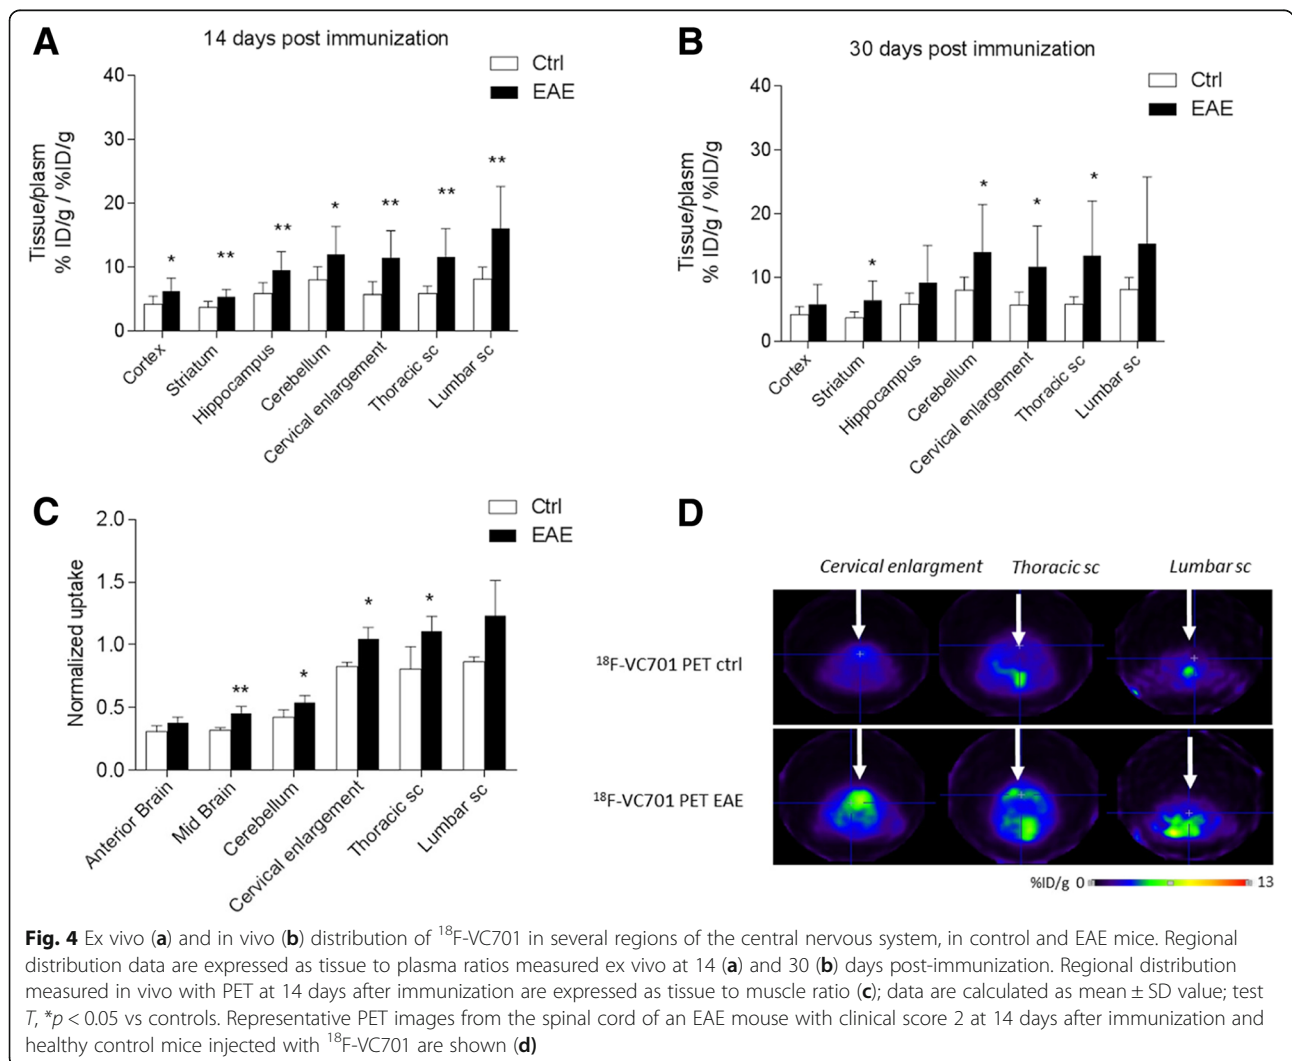 A
14 days post immunization
Ctrl
EAE
Tissue/plasm
% ID/g / %ID/g
40
30
20
10
0
*
**
**
*
**
**
**
Cortex
Striatum
Hippocampus
Cerebellum
Cervical enlargement
Thoracic sc
Lumbar sc
B
30 days post immunization
Ctrl
EAE
Tissue/plasm
% ID/g / %ID/g
40
30
20
10
0
*
*
*
*
Cortex
Striatum
Hippocampus
Cerebellum
Cervical enlargement
Thoracic sc
Lumbar sc
C
Ctrl
EAE
Normalized uptake
2.0
1.5
1.0
0.5
0.0
**
*
*
*
Anterior Brain
Mid Brain
Cerebellum
Cervical enlargement
Thoracic sc
Lumbar sc
D
Cervical enlargment Thoracic sc Lumbar sc
18F-VC701 PET ctrl
18F-VC701 PET EAE
%ID/g 0 13
Fig. 4 Ex vivo (a) and in vivo (b) distribution of 18F-VC701 in several regions of the central nervous system, in control and EAE mice. Regional
distribution data are expressed as tissue to plasma ratios measured ex vivo at 14 (a) and 30 (b) days post-immunization. Regional distribution
measured in vivo with PET at 14 days after immunization are expressed as tissue to muscle ratio (c); data are calculated as mean ± SD value; test
T, *p < 0.05 vs controls. Representative PET images from the spinal cord of an EAE mouse with clinical score 2 at 14 days after immunization and
healthy control mice injected with 18F-VC701 are shown (d)